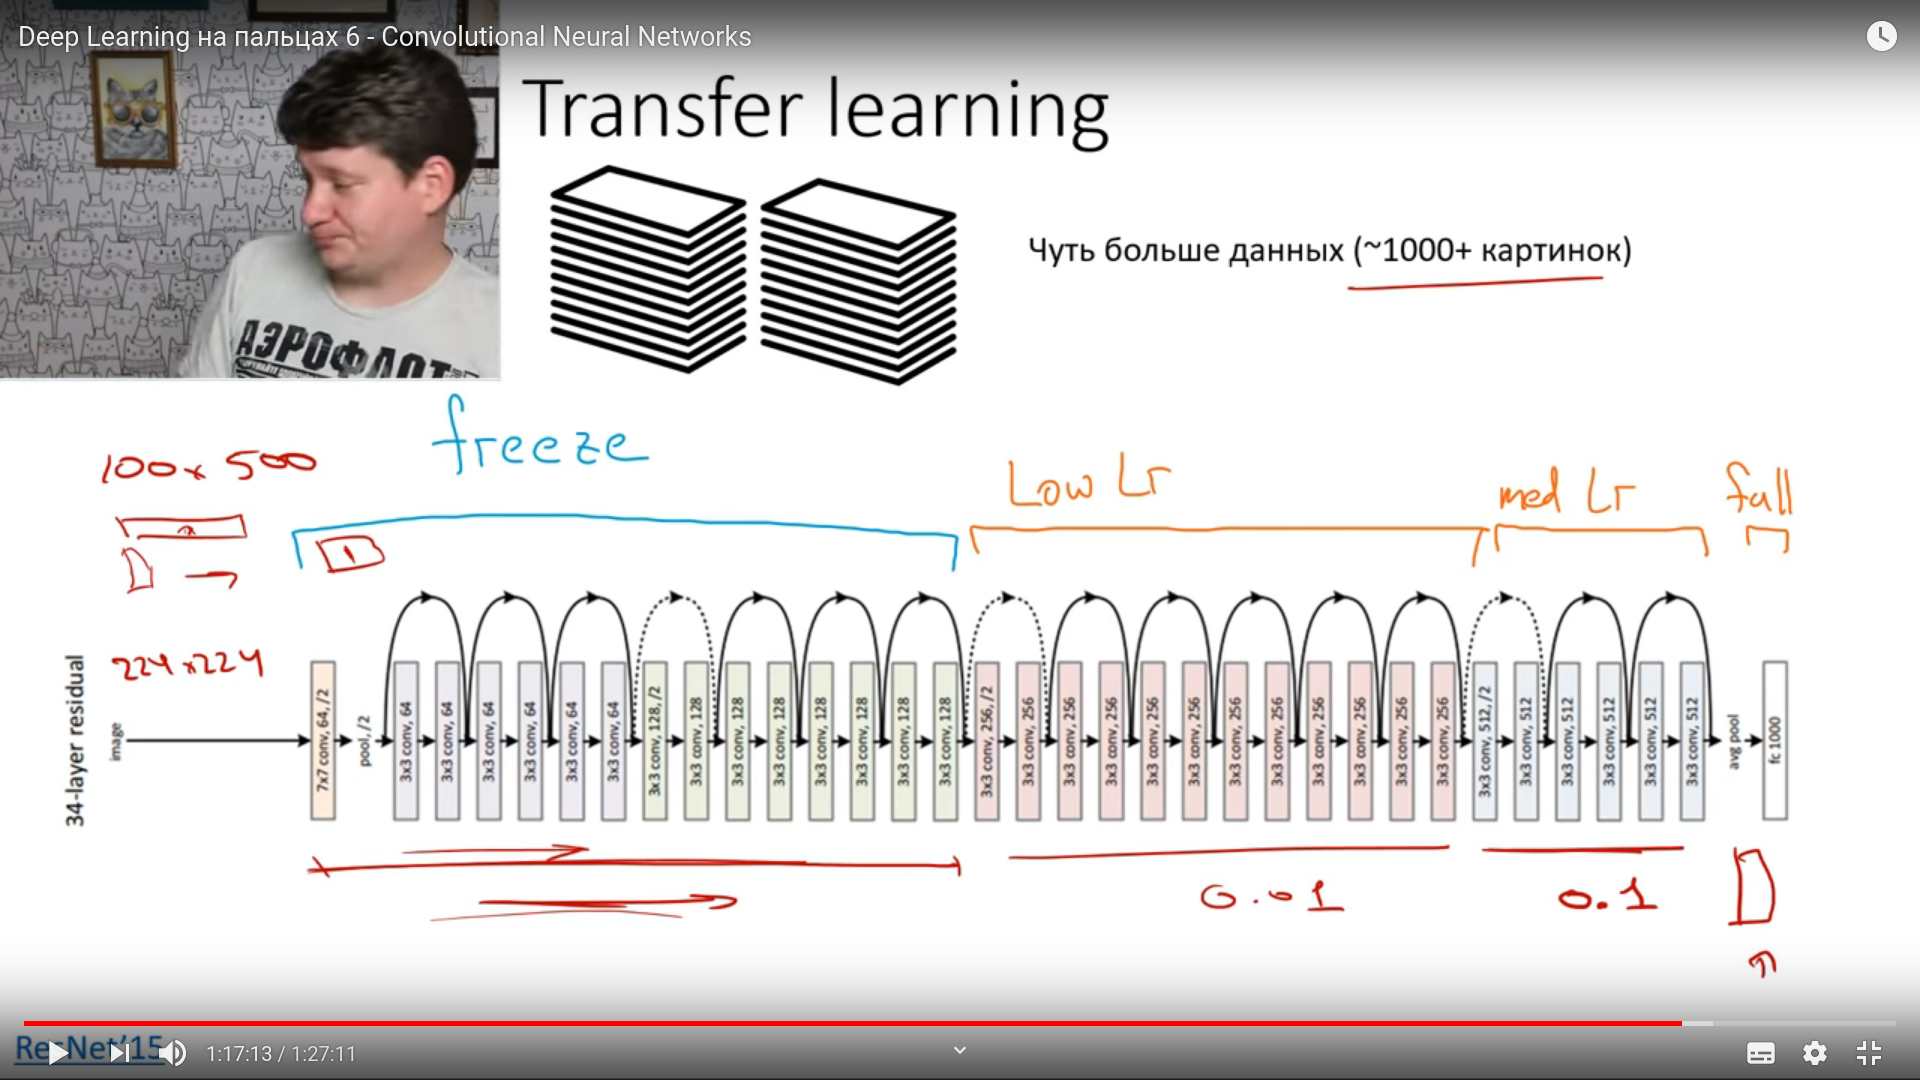 Deep Learning на пальцах 6 - Convolutional Neural Networks
Transfer learning
Чуть больше данных (~1000+ картинок)
АЭРОФЛОТ
freeze
100x 500
Low Lr
med Lr
full
1
224x224
34-layer residual
image
7x7 conv, 64, /2
pool, /2
3x3 conv, 64
3x3 conv, 64
3x3 conv, 64
3x3 conv, 64
3x3 conv, 64
3x3 conv, 64
3x3 conv, 128, /2
3x3 conv, 128
3x3 conv, 128
3x3 conv, 128
3x3 conv, 128
3x3 conv, 128
3x3 conv, 128
3x3 conv, 128
3x3 conv, 256, /2
3x3 conv, 256
3x3 conv, 256
3x3 conv, 256
3x3 conv, 256
3x3 conv, 256
3x3 conv, 256
3x3 conv, 256
3x3 conv, 256
3x3 conv, 256
3x3 conv, 256
3x3 conv, 256
3x3 conv, 512, /2
3x3 conv, 512
3x3 conv, 512
3x3 conv, 512
3x3 conv, 512
3x3 conv, 512
avg pool
fc 1000
0.01
0.1
ResNet'15
1:17:13 / 1:27:11